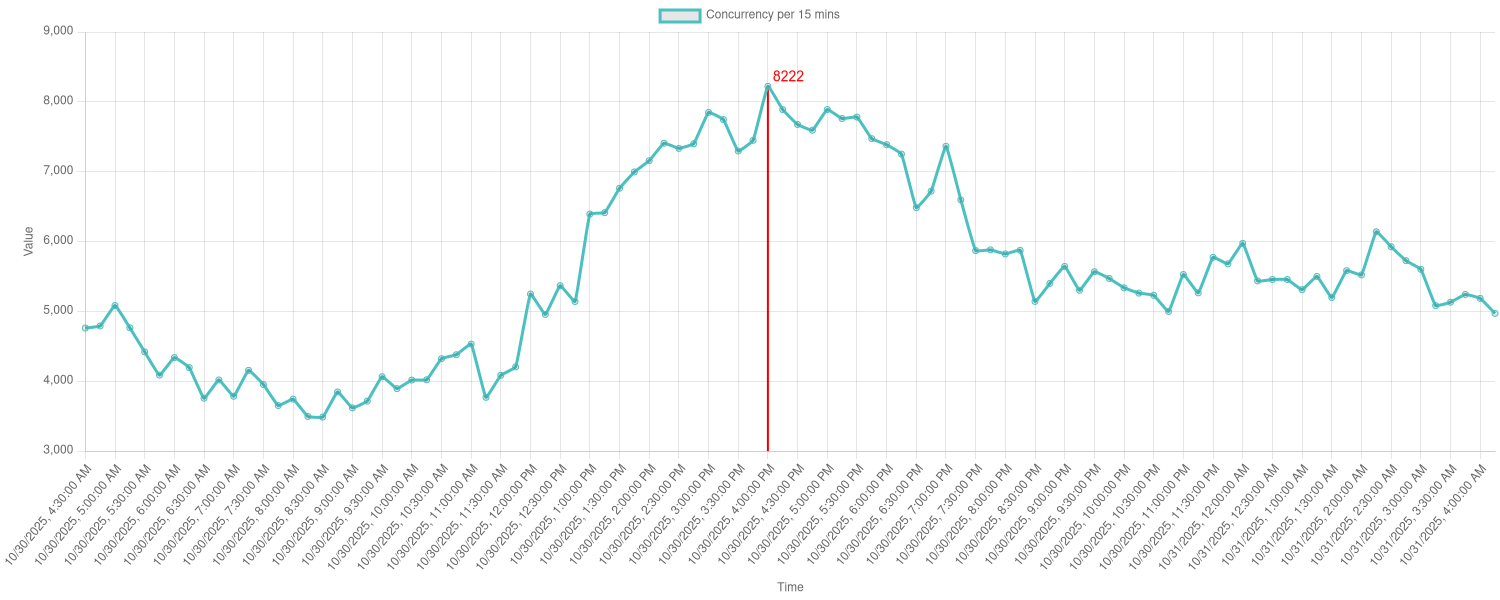 Concurrency per 15 mins
9,000
8,000
7,000
6,000
5,000
4,000
3,000
Value
8222
10/30/2025, 4:30:00 AM
10/30/2025, 5:00:00 AM
10/30/2025, 5:30:00 AM
10/30/2025, 6:00:00 AM
10/30/2025, 6:30:00 AM
10/30/2025, 7:00:00 AM
10/30/2025, 7:30:00 AM
10/30/2025, 8:00:00 AM
10/30/2025, 8:30:00 AM
10/30/2025, 9:00:00 AM
10/30/2025, 9:30:00 AM
10/30/2025, 10:00:00 AM
10/30/2025, 10:30:00 AM
10/30/2025, 11:00:00 AM
10/30/2025, 11:30:00 AM
10/30/2025, 12:00:00 PM
10/30/2025, 12:30:00 PM
10/30/2025, 1:00:00 PM
10/30/2025, 1:30:00 PM
10/30/2025, 2:00:00 PM
10/30/2025, 2:30:00 PM
10/30/2025, 3:00:00 PM
10/30/2025, 3:30:00 PM
10/30/2025, 4:00:00 PM
10/30/2025, 4:30:00 PM
10/30/2025, 5:00:00 PM
10/30/2025, 5:30:00 PM
10/30/2025, 6:00:00 PM
10/30/2025, 6:30:00 PM
10/30/2025, 7:00:00 PM
10/30/2025, 7:30:00 PM
10/30/2025, 8:00:00 PM
10/30/2025, 8:30:00 PM
10/30/2025, 9:00:00 PM
10/30/2025, 9:30:00 PM
10/30/2025, 10:00:00 PM
10/30/2025, 10:30:00 PM
10/30/2025, 11:00:00 PM
10/30/2025, 11:30:00 PM
10/31/2025, 12:00:00 AM
10/31/2025, 12:30:00 AM
10/31/2025, 1:00:00 AM
10/31/2025, 1:30:00 AM
10/31/2025, 2:00:00 AM
10/31/2025, 2:30:00 AM
10/31/2025, 3:00:00 AM
10/31/2025, 3:30:00 AM
10/31/2025, 4:00:00 AM
Time